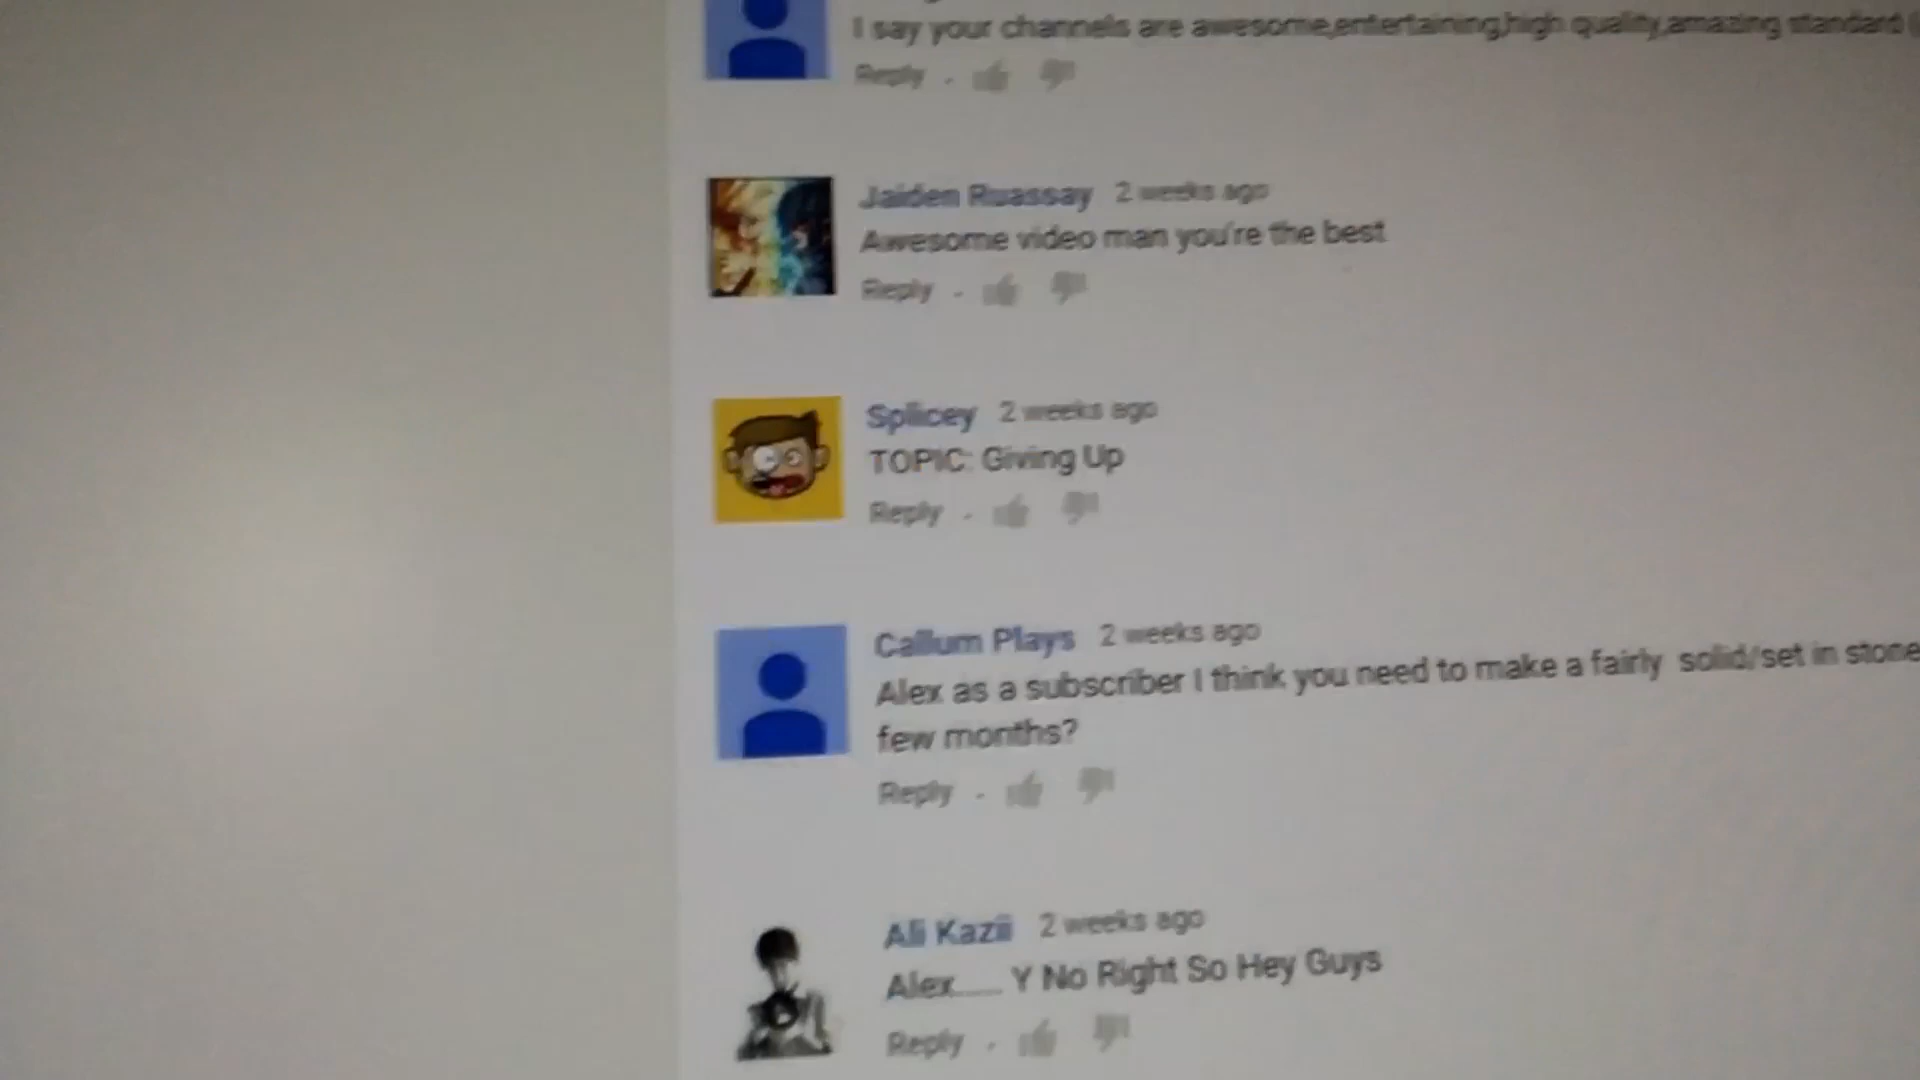 I say your channels are awesome,entertaining,high quality,amazing standard
Reply
Jaiden Ruassay 2 weeks ago
Awesome video man you're the best
Reply
Splicey 2 weeks ago
TOPIC: Giving Up
Reply
Callum Plays 2 weeks ago
Alex as a subscriber I think you need to make a fairly solid/set in stone
few months?
Reply
Ali Kazii 2 weeks ago
Alex...... Y No Right So Hey Guys
Reply